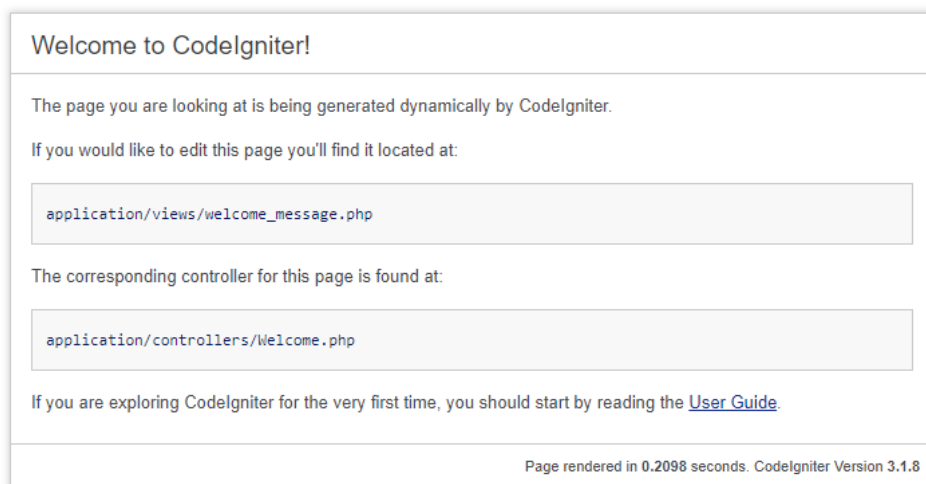 Welcome to CodeIgniter!
The page you are looking at is being generated dynamically by CodeIgniter.
If you would like to edit this page you'll find it located at:
application/views/welcome_message.php
The corresponding controller for this page is found at:
application/controllers/Welcome.php
If you are exploring CodeIgniter for the very first time, you should start by reading the User Guide.
Page rendered in 0.2098 seconds. CodeIgniter Version 3.1.8